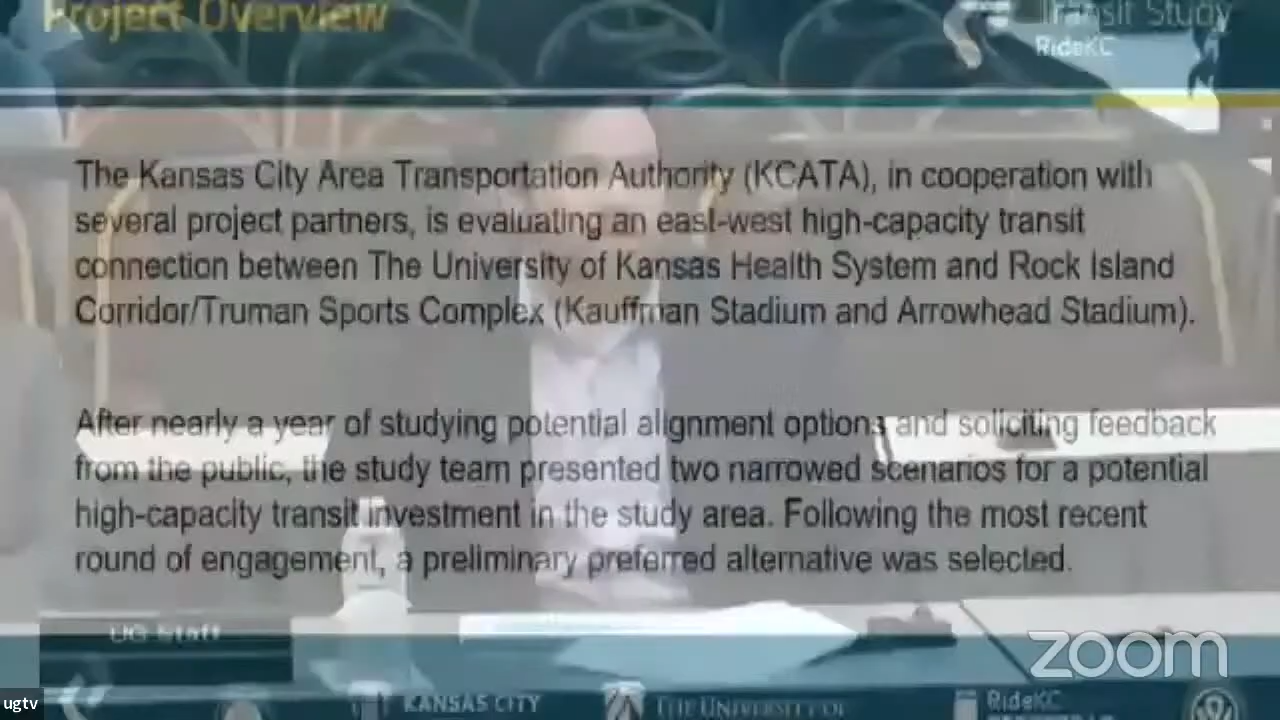 Project Overview
Transit Study
RideKC
The Kansas City Area Transportation Authority (KCATA), in cooperation with
several project partners, is evaluating an east-west high-capacity transit
connection between The University of Kansas Health System and Rock Island
Corridor/Truman Sports Complex (Kauffman Stadium and Arrowhead Stadium).
After nearly a year of studying potential alignment options and soliciting feedback
from the public, the study team presented two narrowed scenarios for a potential
high-capacity transit investment in the study area. Following the most recent
round of engagement, a preliminary preferred alternative was selected.
UG Staff
zoom
ugtv
KANSAS CITY
THE UNIVERSITY OF
RideKC